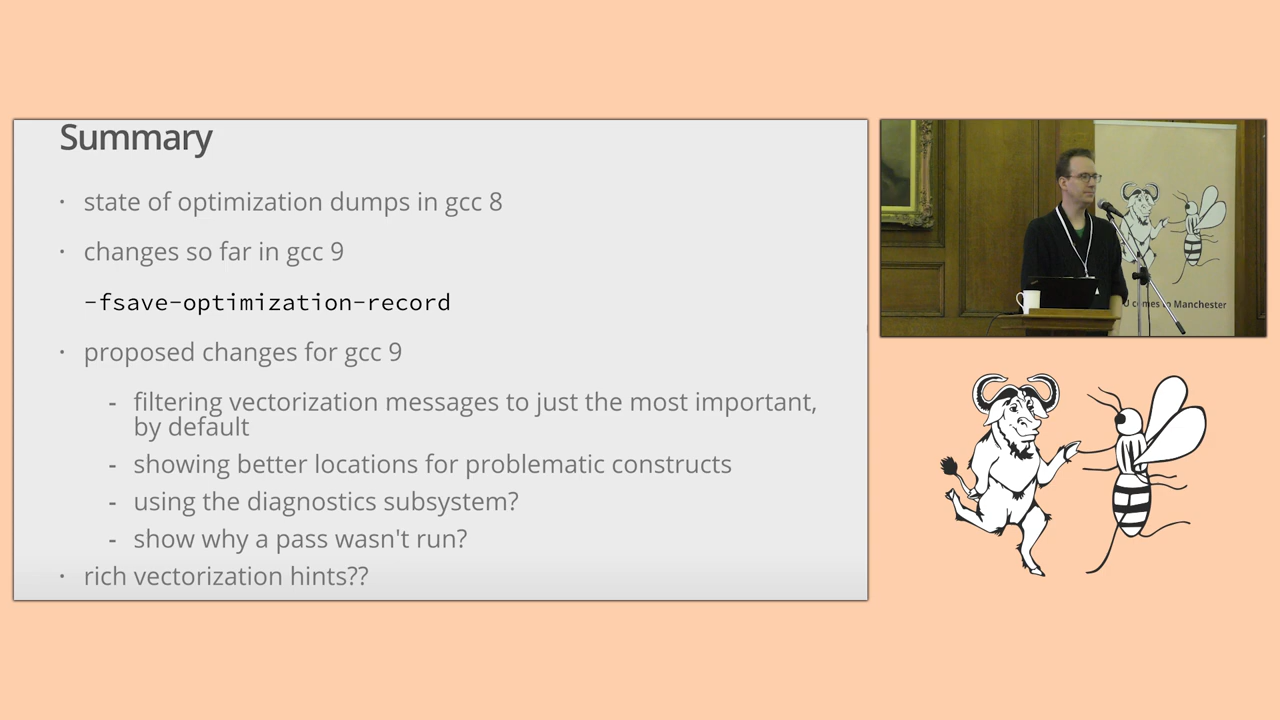 Summary
· state of optimization dumps in gcc 8
· changes so far in gcc 9
-fsave-optimization-record
· proposed changes for gcc 9
- filtering vectorization messages to just the most important,
by default
- showing better locations for problematic constructs
- using the diagnostics subsystem?
- show why a pass wasn't run?
· rich vectorization hints??
U comes to Manchester